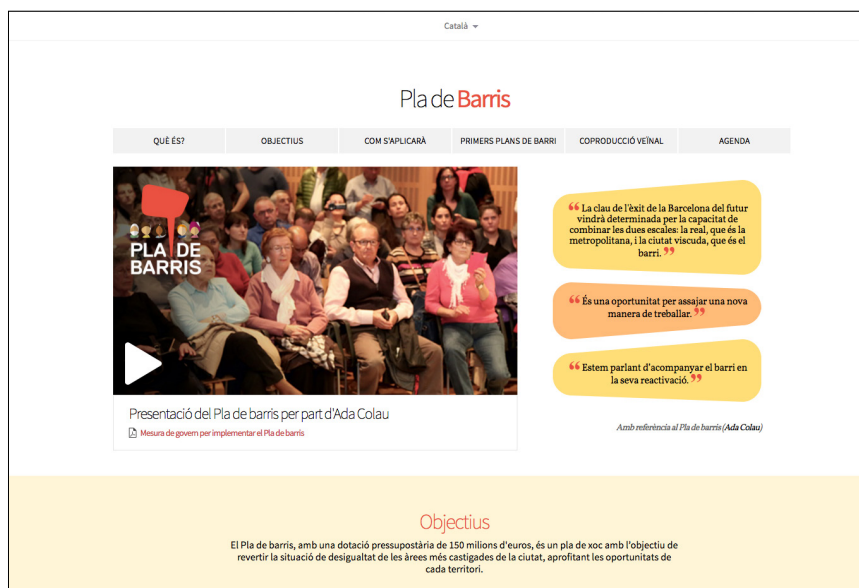 Català
Pla de Barris
QUÈ ÉS?
OBJECTIUS
COM S'APLICARÀ
PRIMERS PLANS DE BARRI
COPRODUCCIÓ VEÏNAL
AGENDA
PLA DE
BARRIS
Presentació del Pla de barris per part d'Ada Colau
Mesura de govern per implementar el Pla de barris
“ La clau de l'èxit de la Barcelona del futur
vindrà determinada per la capacitat de
combinar les dues escales: la real, que és la
metropolitana, i la ciutat viscuda, que és el
barri. ”
“ És una oportunitat per assajar una nova
manera de treballar. ”
“ Estem parlant d'acompanyar el barri en
la seva reactivació. ”
Amb referència al Pla de barris (Ada Colau)
Objectius
El Pla de barris, amb una dotació pressupostària de 150 milions d'euros, és un pla de xoc amb l'objectiu de
revertir la situació de desigualtat de les àrees més castigades de la ciutat, aprofitant les oportunitats de
cada territori.